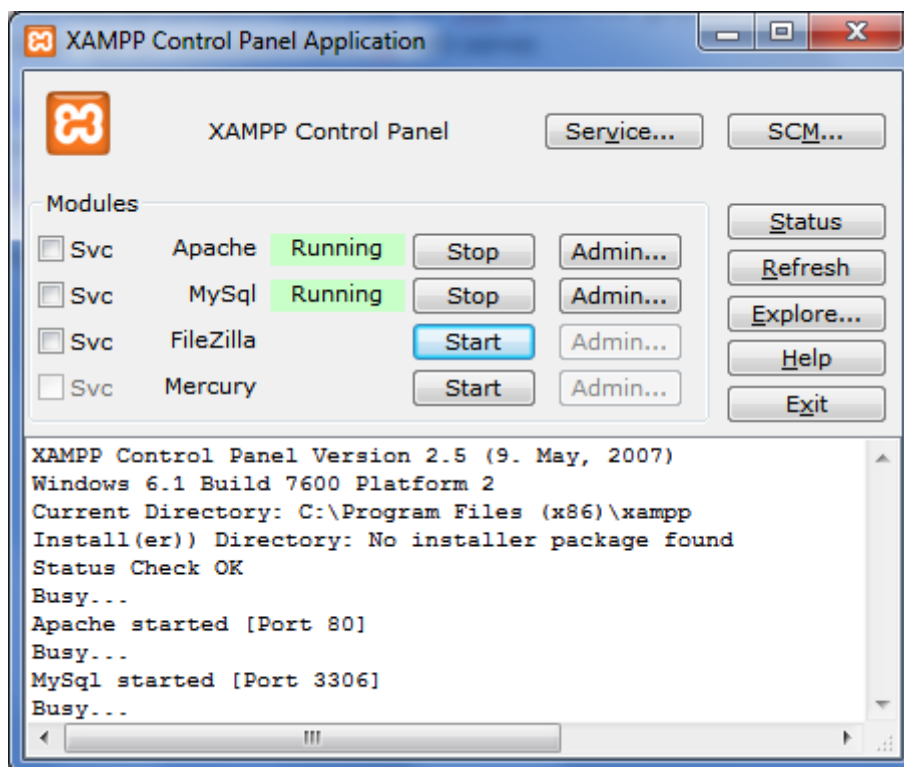 XAMPP Control Panel Application
XAMPP Control Panel Service... SCM...
Modules
Svc Apache Running Stop Admin...
Svc MySql Running Stop Admin...
Svc FileZilla Start Admin...
Svc Mercury Start Admin...
Status
Refresh
Explore...
Help
Exit
XAMPP Control Panel Version 2.5 (9. May, 2007)
Windows 6.1 Build 7600 Platform 2
Current Directory: C:\Program Files (x86)\xampp
Install(er)) Directory: No installer package found
Status Check OK
Busy...
Apache started [Port 80]
Busy...
MySql started [Port 3306]
Busy...